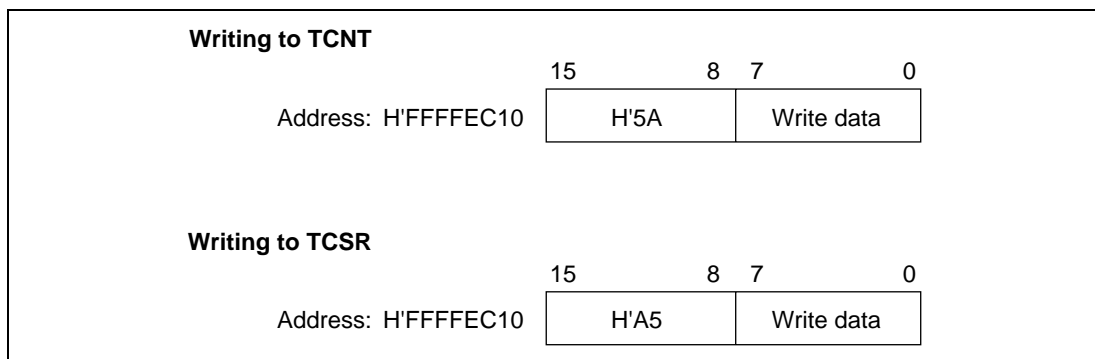 Writing to TCNT
15 8 7 0
Address: H'FFFFEC10 H'5A Write data
Writing to TCSR
15 8 7 0
Address: H'FFFFEC10 H'A5 Write data